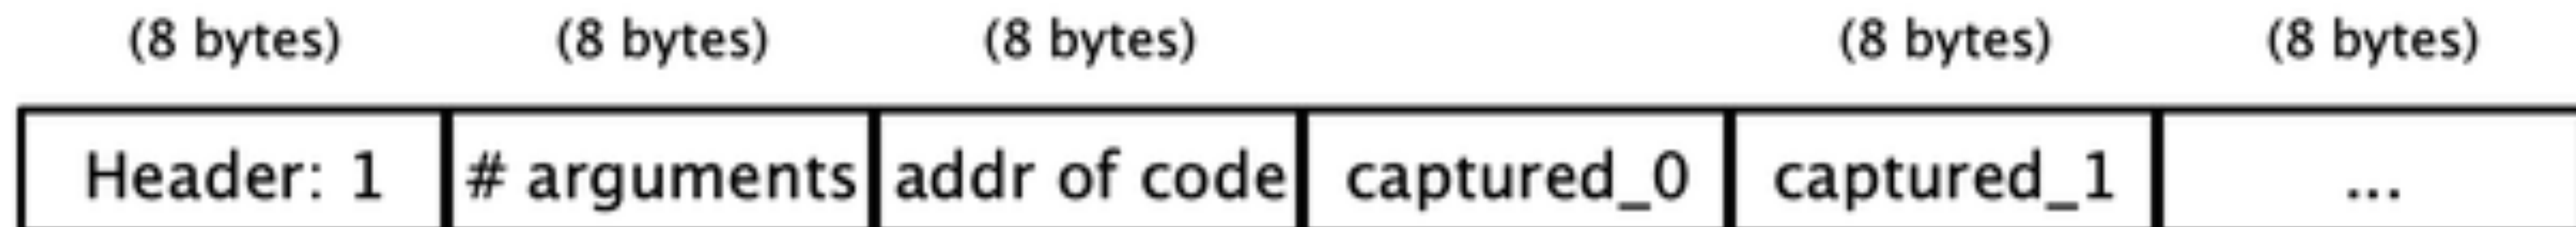 (8 bytes) (8 bytes) (8 bytes) (8 bytes) (8 bytes)
Header: 1 # arguments addr of code captured_0 captured_1 ...